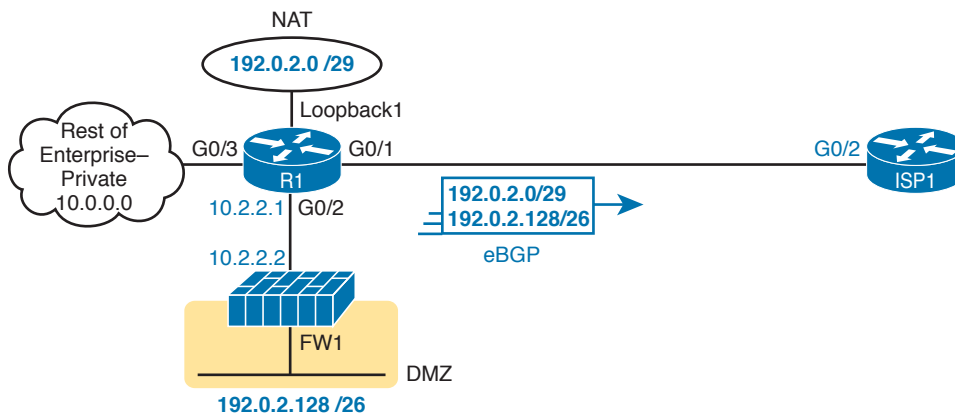 NAT
192.0.2.0 /29
Loopback1
Rest of
Enterprise–
Private
10.0.0.0
G0/3
G0/1
R1
G0/2
ISP1
10.2.2.1
G0/2
192.0.2.0/29
192.0.2.128/26
eBGP
10.2.2.2
FW1
DMZ
192.0.2.128 /26